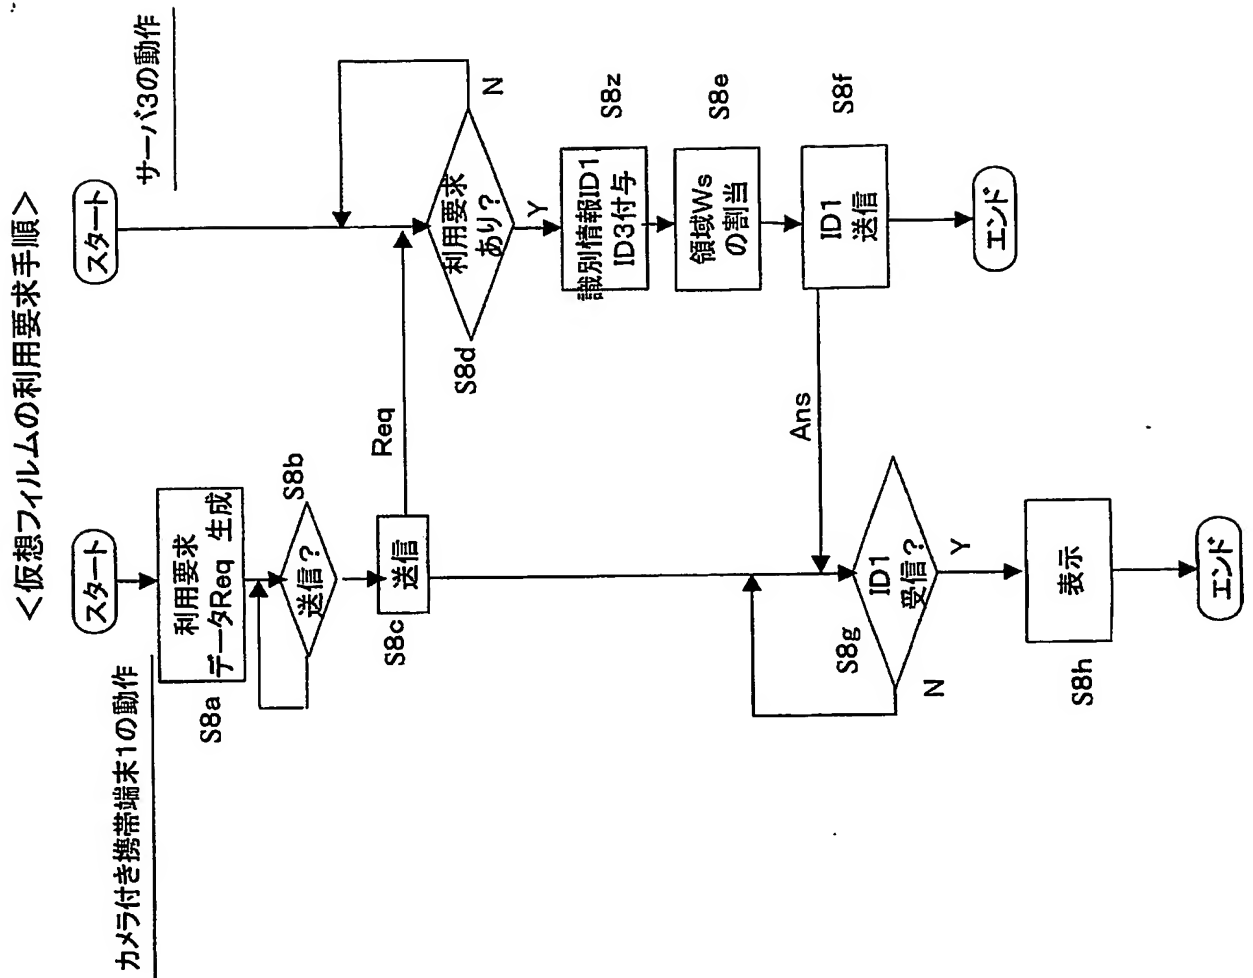 ＜仮想フィルムの利用要求手順＞
カメラ付き携帯端末1の動作
スタート
利用要求
データReq 生成
S8a
送信？
S8b
送信
S8c
Req
ID1
受信？
S8g
N
Y
表示
S8h
エンド
サーバ3の動作
スタート
利用要求
あり？
S8d
N
Y
識別情報ID1
ID3付与
S8z
領域Ws
の割当
S8e
ID1
送信
S8f
Ans
エンド